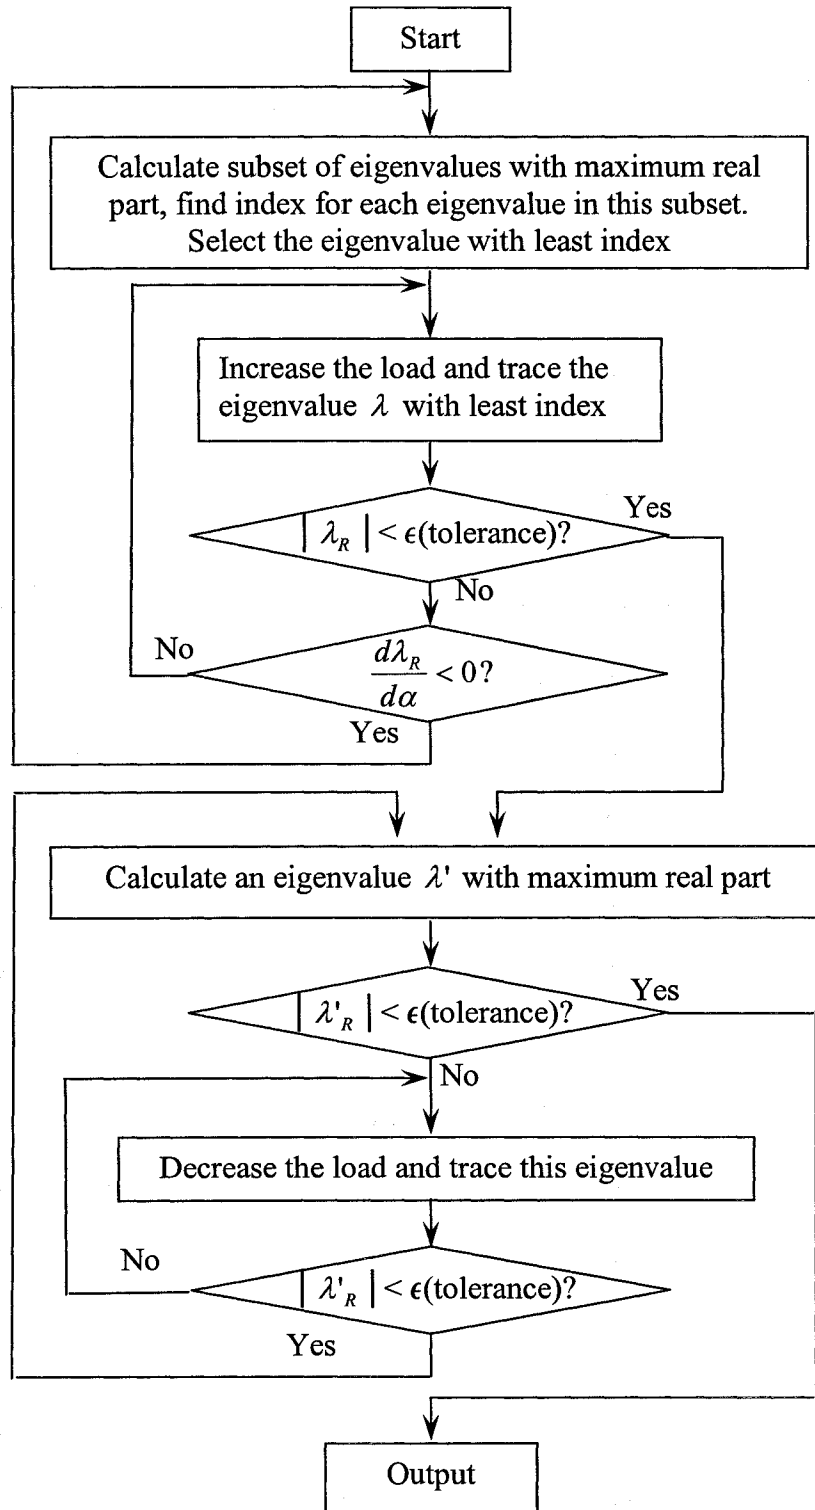 Start
Calculate subset of eigenvalues with maximum real
part, find index for each eigenvalue in this subset.
Select the eigenvalue with least index
Increase the load and trace the
eigenvalue λ with least index
| λ_R | < ϵ(tolerance)?
Yes
No
dλ_R/dα < 0?
No
Yes
Calculate an eigenvalue λ' with maximum real part
| λ'_R | < ϵ(tolerance)?
Yes
No
Decrease the load and trace this eigenvalue
| λ'_R | < ϵ(tolerance)?
No
Yes
Output